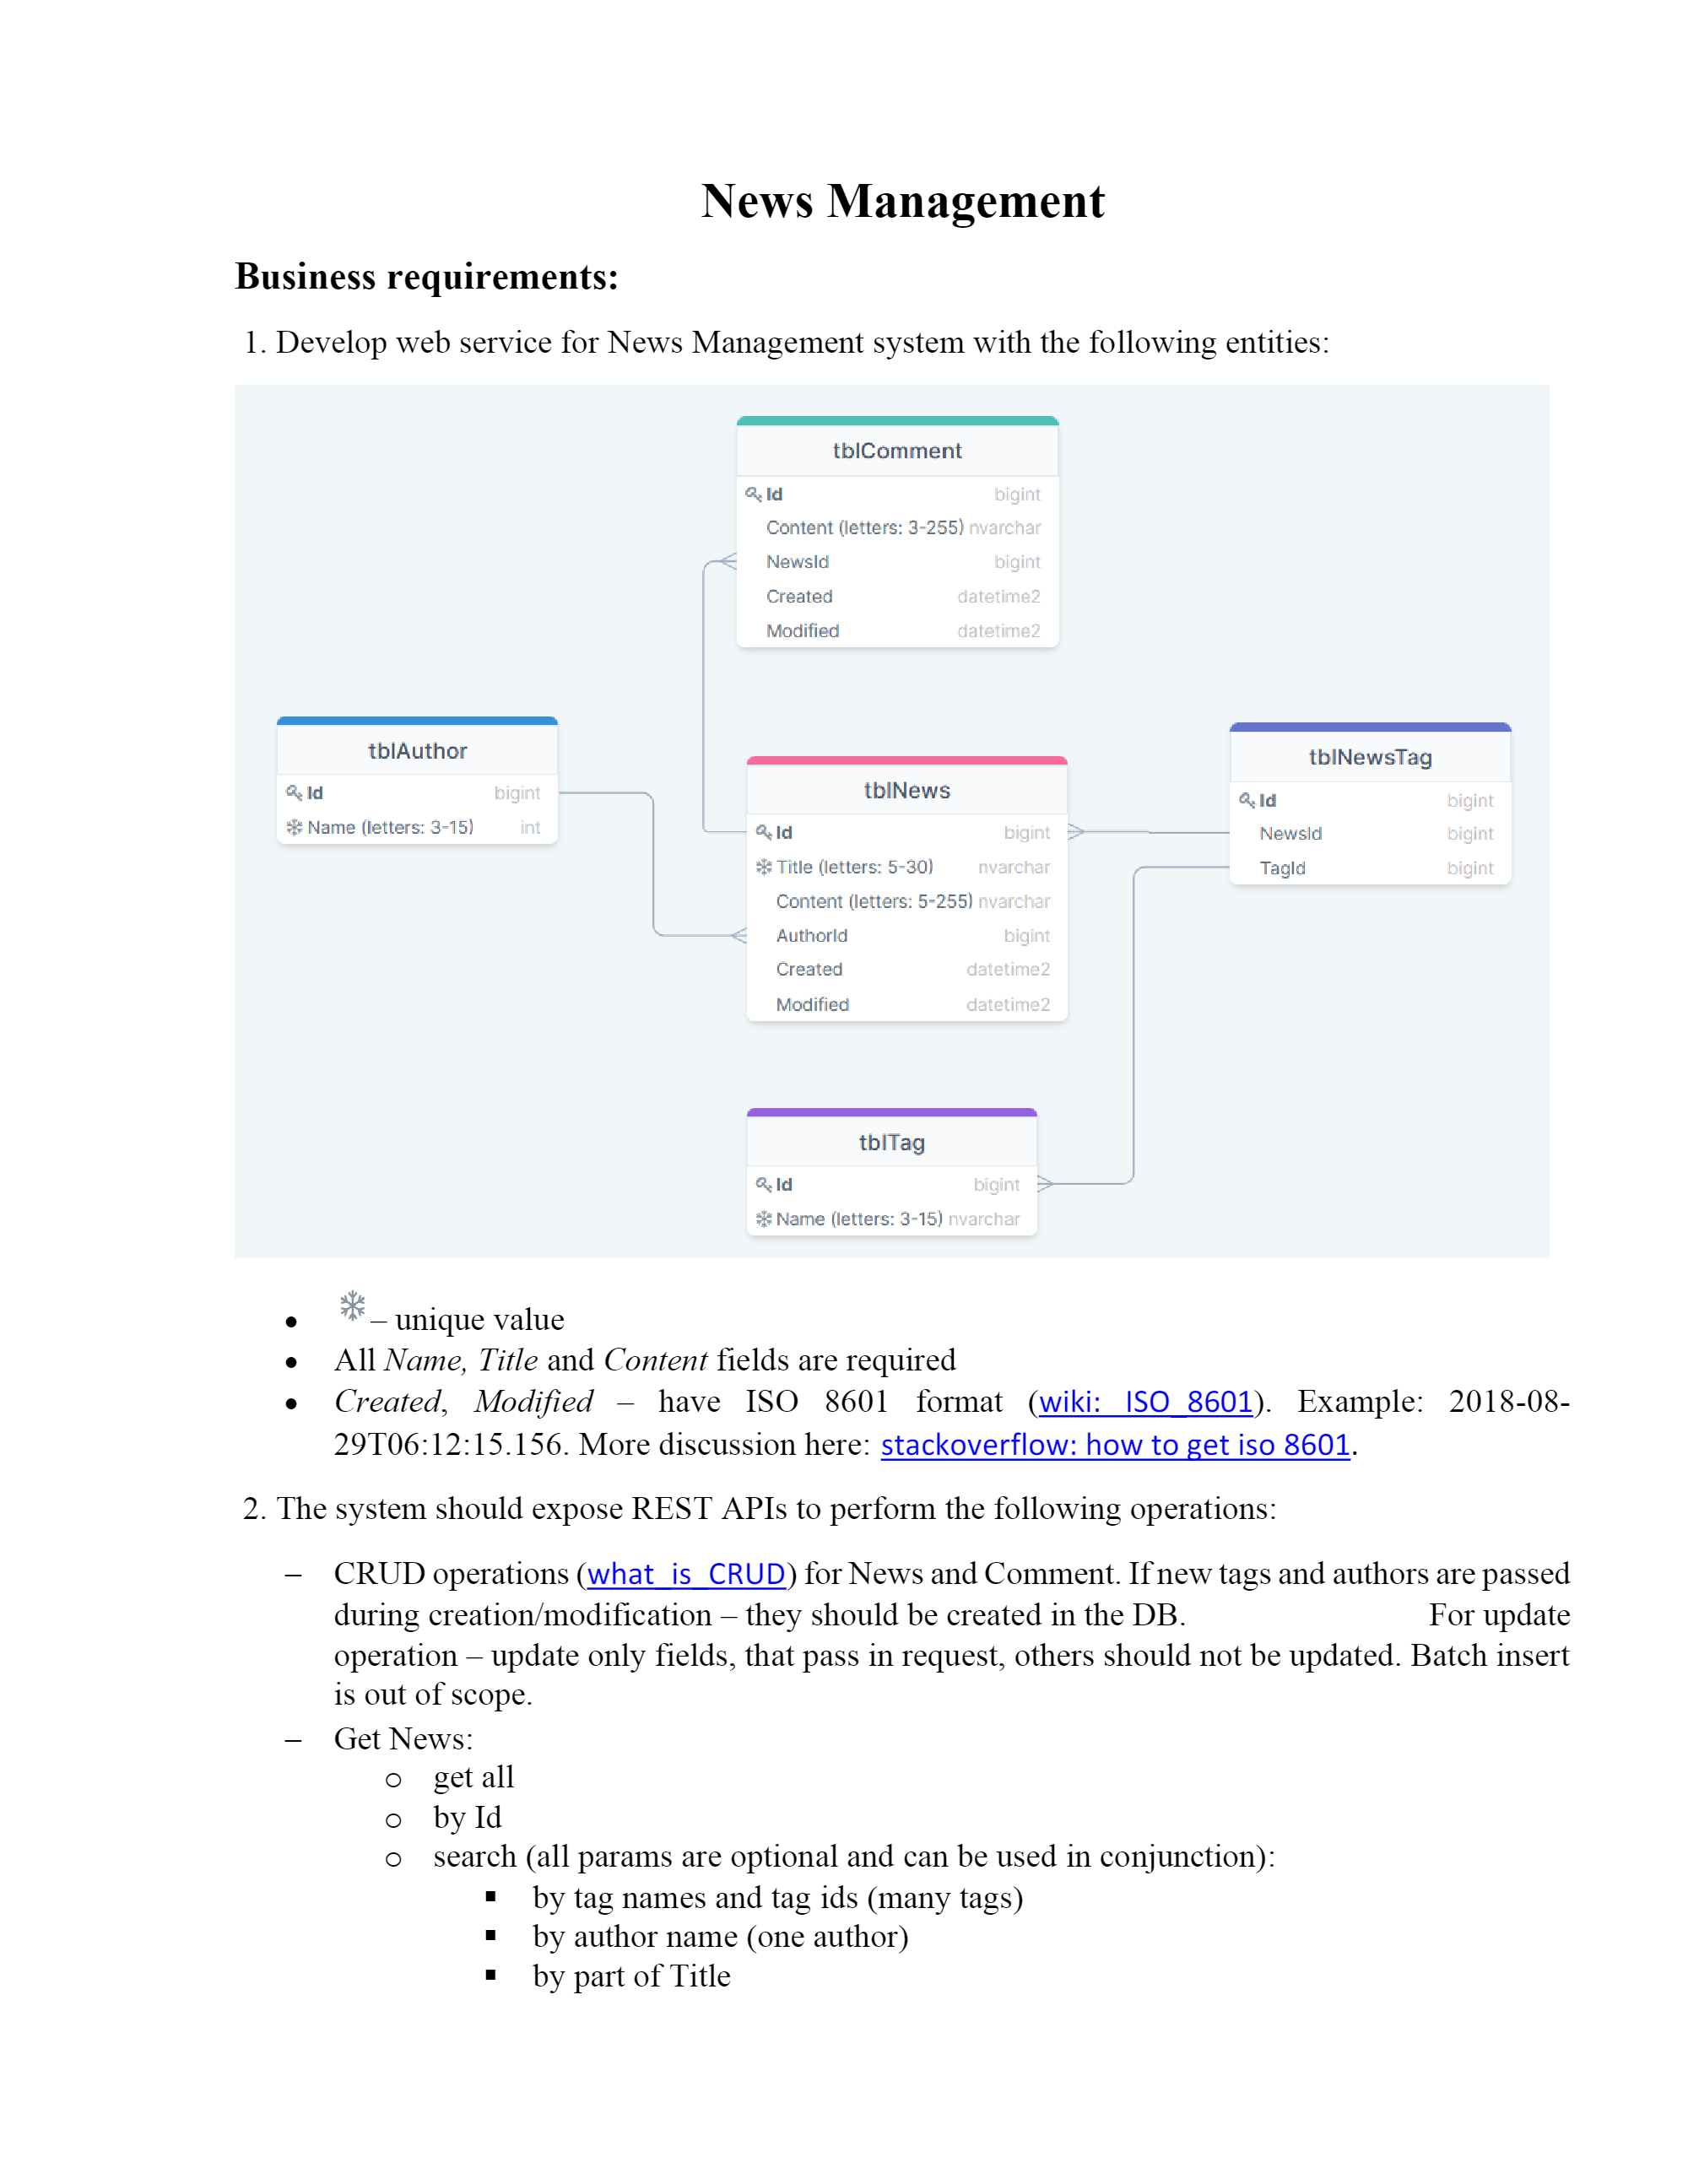 News Management
Business requirements:
1. Develop web service for News Management system with the following entities:
tblComment
Id bigint
Content (letters: 3-255) nvarchar
NewsId bigint
Created datetime2
Modified datetime2
tblAuthor
Id bigint
Name (letters: 3-15) int
tblNews
Id bigint
Title (letters: 5-30) nvarchar
Content (letters: 5-255) nvarchar
AuthorId bigint
Created datetime2
Modified datetime2
tblNewsTag
Id bigint
NewsId bigint
TagId bigint
tblTag
Id bigint
Name (letters: 3-15) nvarchar
• – unique value
• All Name, Title and Content fields are required
• Created, Modified – have ISO 8601 format (wiki: ISO_8601). Example: 2018-08-
29T06:12:15.156. More discussion here: stackoverflow: how to get iso 8601.
2. The system should expose REST APIs to perform the following operations:
– CRUD operations (what_is_CRUD) for News and Comment. If new tags and authors are passed
during creation/modification – they should be created in the DB. For update
operation – update only fields, that pass in request, others should not be updated. Batch insert
is out of scope.
– Get News:
o get all
o by Id
o search (all params are optional and can be used in conjunction):
▪ by tag names and tag ids (many tags)
▪ by author name (one author)
▪ by part of Title